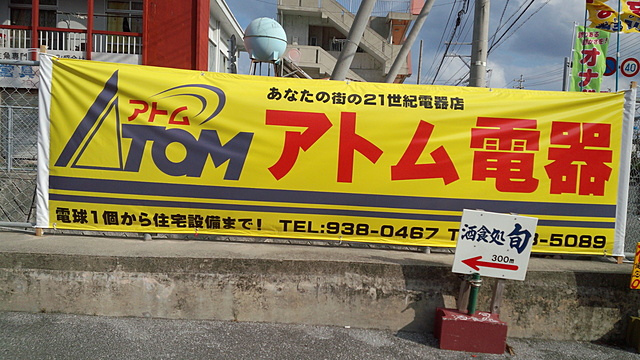 あなたの街の21世紀電器店
アトム
ATOM
アトム電器
電球1個から住宅設備まで! TEL:938-0467
8-5089
酒食処 旬
300m
オナ
40